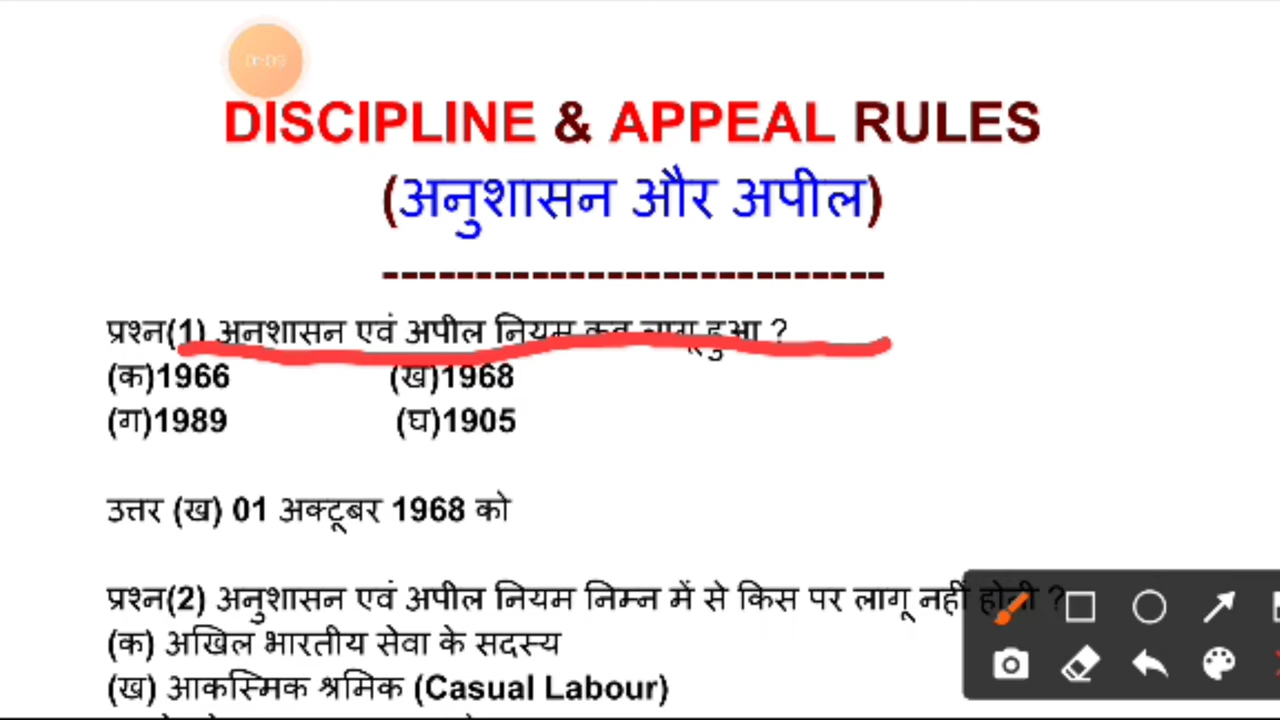 DISCIPLINE & APPEAL RULES
(अनुशासन और अपील)
---------------------------
प्रश्न(1) अनुशासन एवं अपील नियम कब लागू हुआ ?
(क)1966 (ख)1968
(ग)1989 (घ)1905
उत्तर (ख) 01 अक्टूबर 1968 को
प्रश्न(2) अनुशासन एवं अपील नियम निम्न में से किस पर लागू नहीं होती ?
(क) अखिल भारतीय सेवा के सदस्य
(ख) आकस्मिक श्रमिक (Casual Labour)